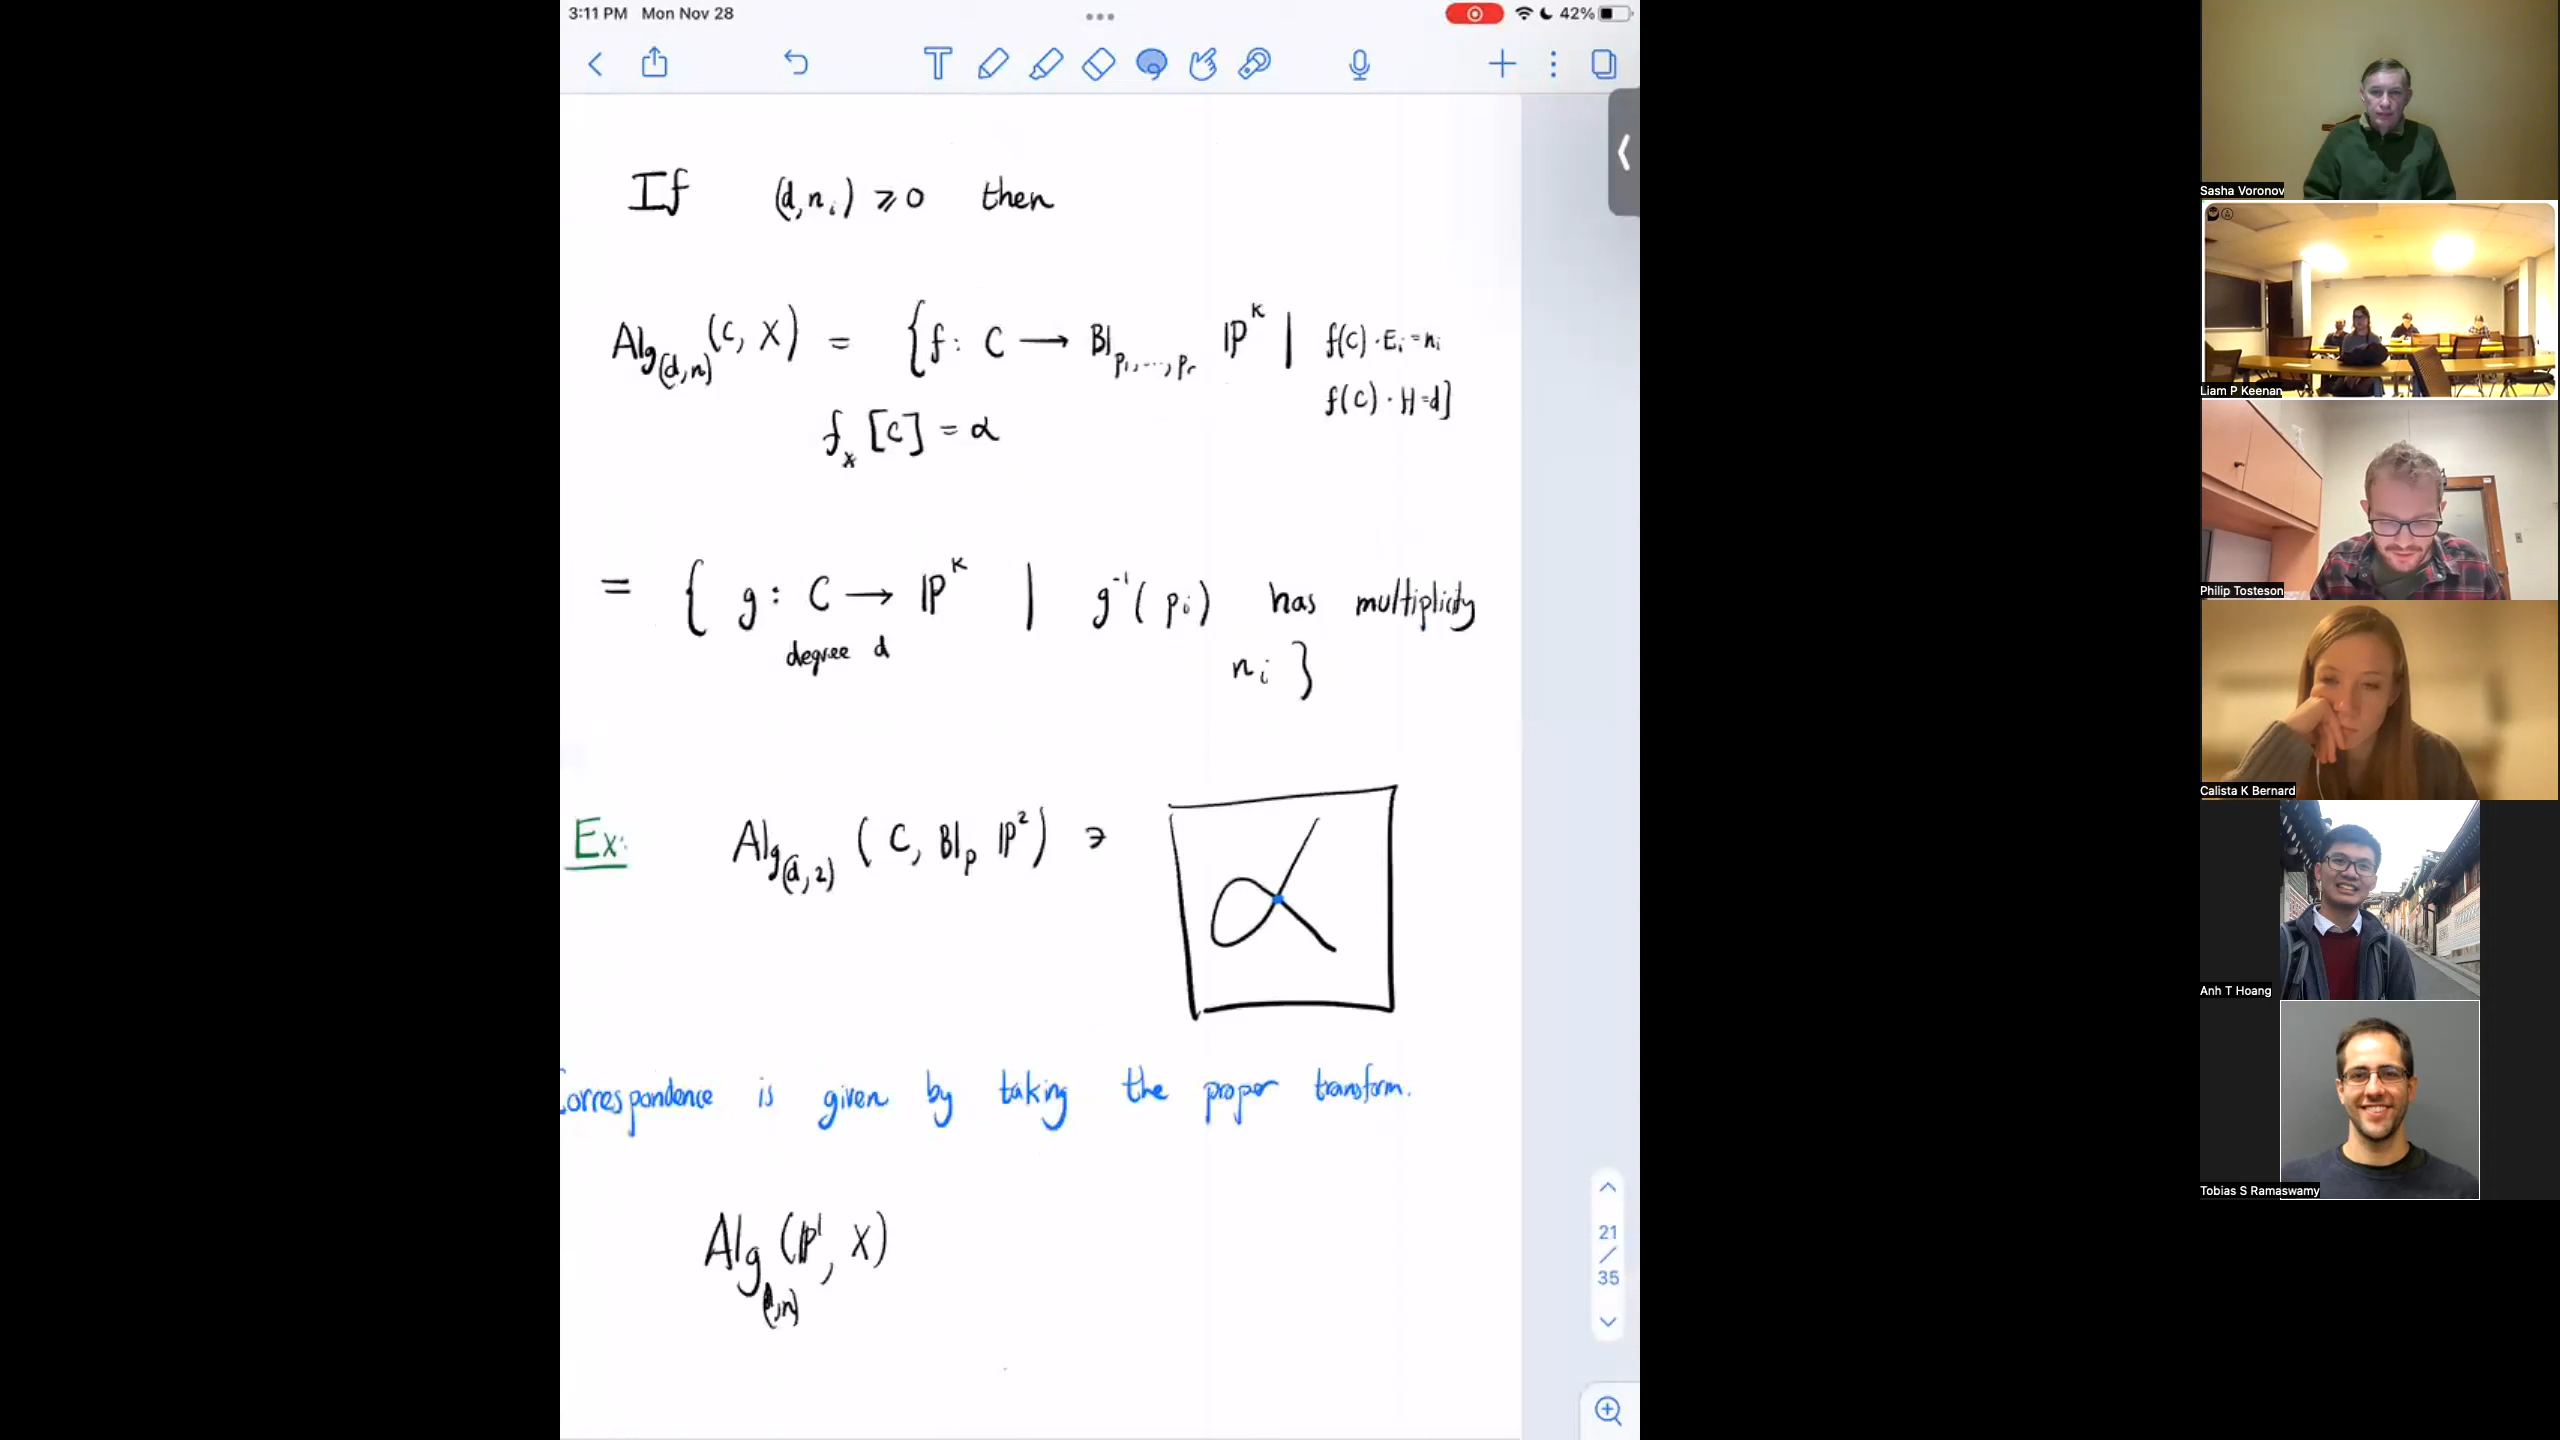 3:11 PM Mon Nov 28
42%
If (d,nᵢ) ⩾ 0 then
Alg₍d,n₎ (C, X) = { f : C ⟶ Bl_{p₁,...,pᵣ} ℙᴷ | f(C) · Eᵢ = nᵢ
f(C) · H = d}
f_* [C] = α
= { g : C ⟶ ℙᴷ | g⁻¹( pᵢ ) has multiplicity
degree d
nᵢ }
Ex: Alg₍d,2₎ ( C, Bl_p ℙ² ) ∋
Correspondence is given by taking the proper transform.
Alg₍d,n₎ (ℙ¹, X)
21
/
35
Sasha Voronov
Liam P Keenan
Philip Tosteson
Calista K Bernard
Anh T Hoang
Tobias S Ramaswamy